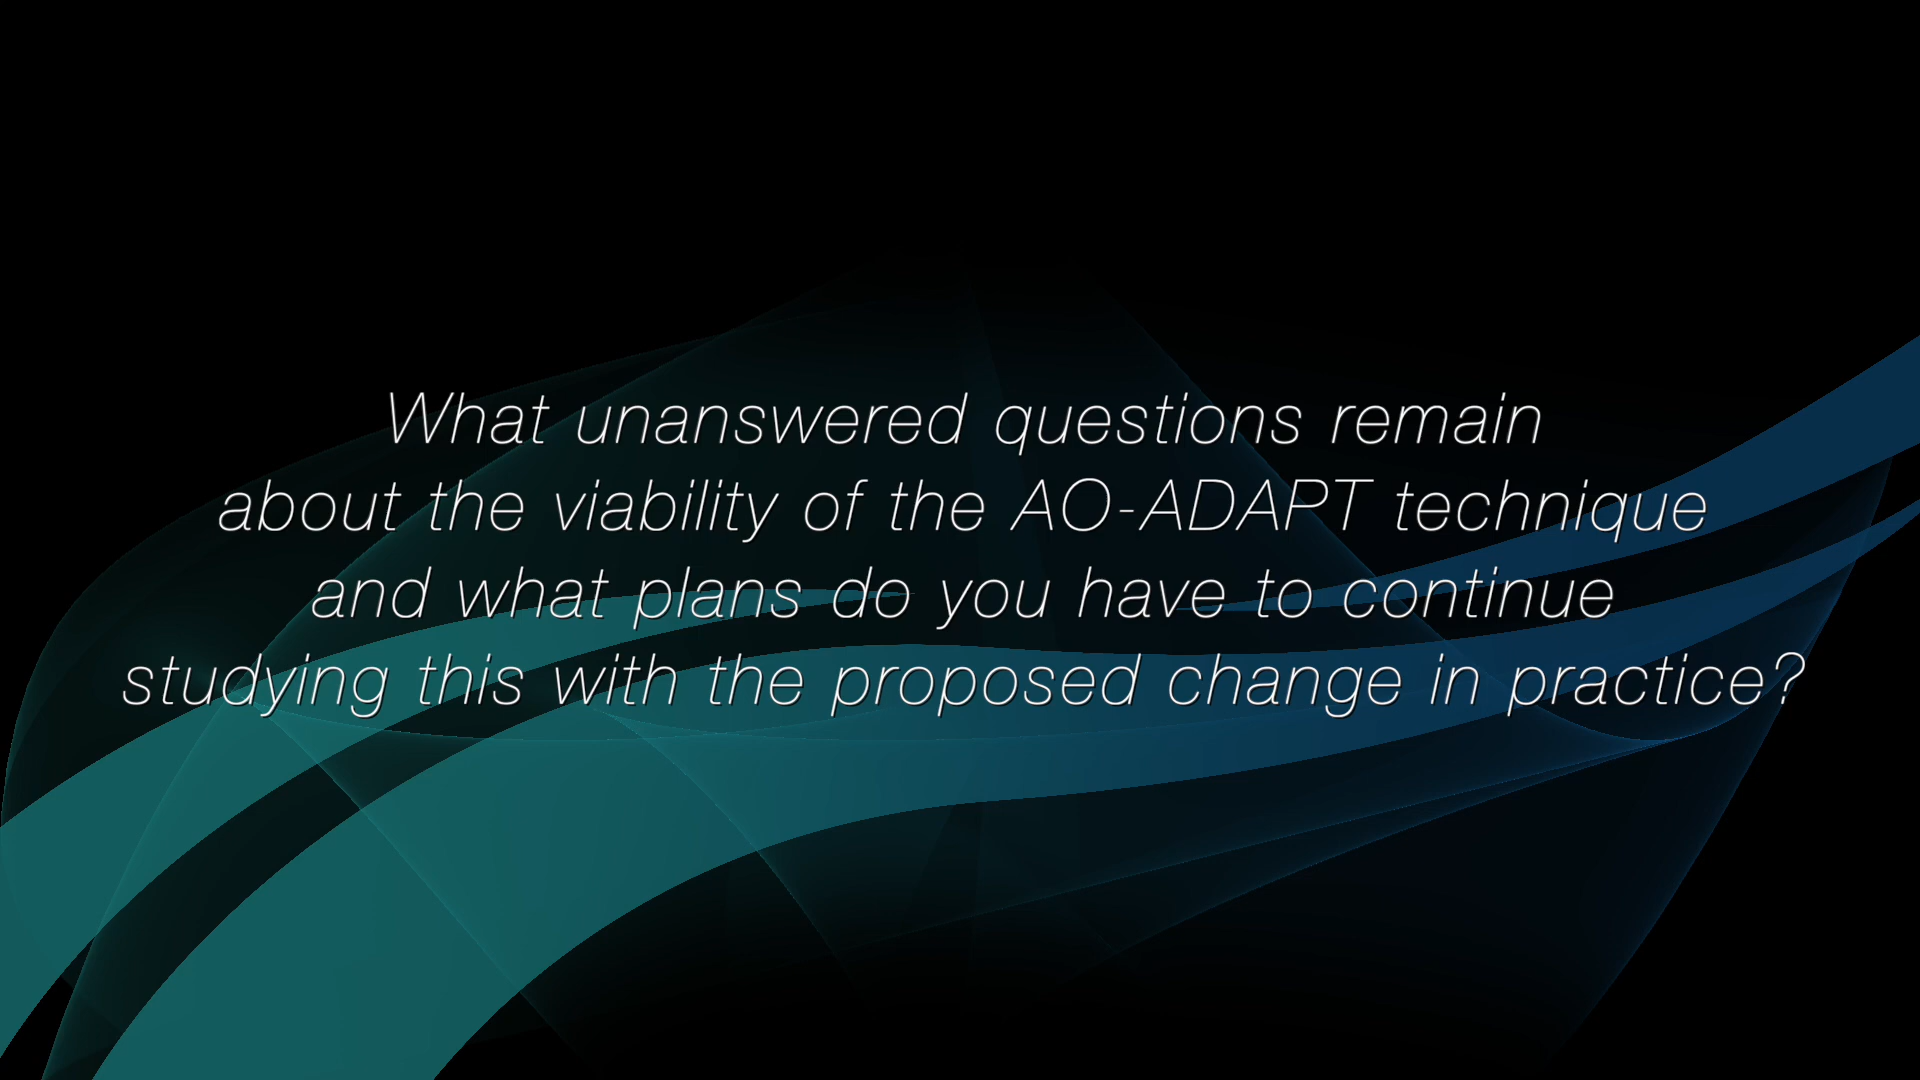 What unanswered questions remain
about the viability of the AO-ADAPT technique
and what plans do you have to continue
studying this with the proposed change in practice?